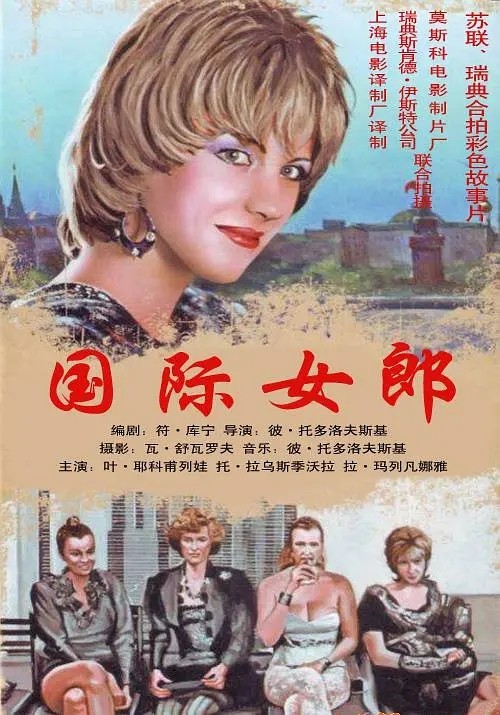 苏联、瑞典合拍彩色故事片
莫斯科电影制片厂
瑞典斯肯德·伊斯特公司
联合拍摄
上海电影译制厂译制
国际女郎
编剧：符·库宁 导演：彼·托多洛夫斯基
摄影：瓦·舒瓦罗夫 音乐：彼·托多洛夫斯基
主演：叶·耶科甫列娃 托·拉乌斯季沃拉 拉·玛列凡娜雅